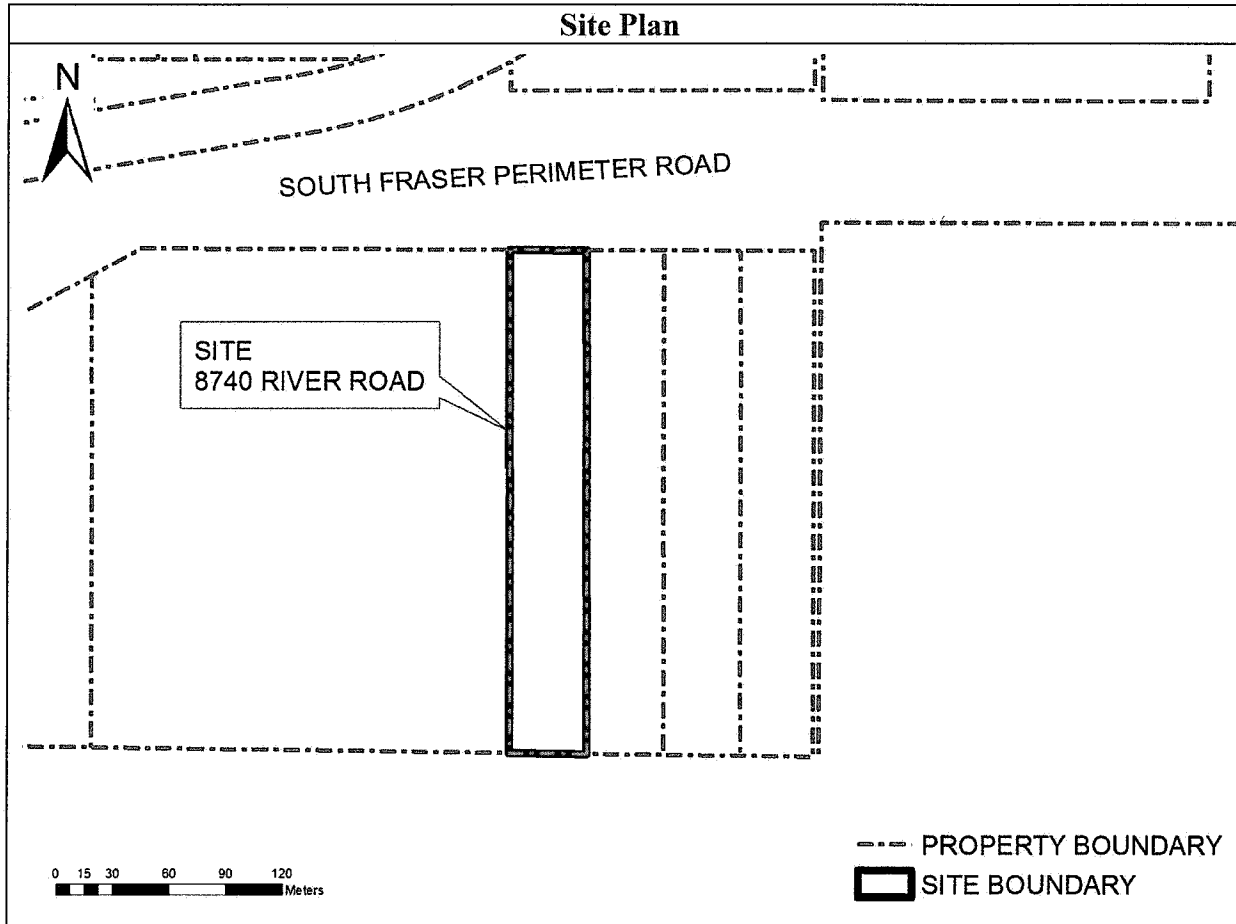 Site Plan
N
SOUTH FRASER PERIMETER ROAD
SITE
8740 RIVER ROAD
PROPERTY BOUNDARY
SITE BOUNDARY
0 15 30 60 90 120
Meters